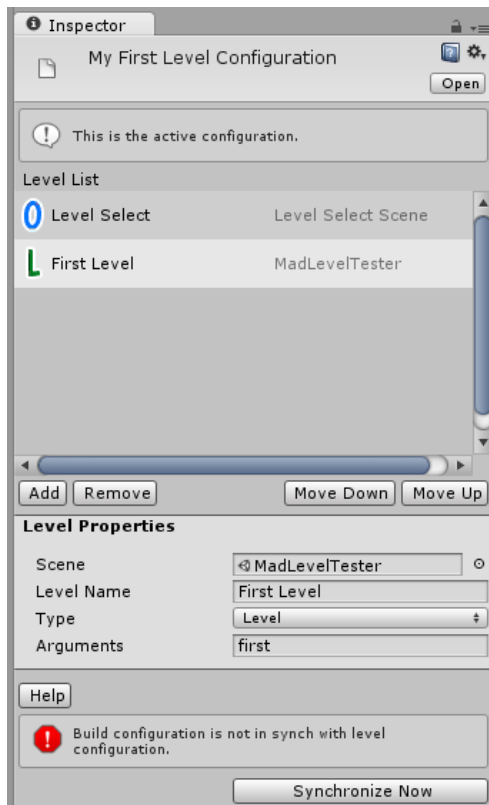 Inspector
My First Level Configuration
Open
This is the active configuration.
Level List
O Level Select Level Select Scene
L First Level MadLevelTester
Add Remove Move Down Move Up
Level Properties
Scene MadLevelTester
Level Name First Level
Type Level
Arguments first
Help
Build configuration is not in synch with level
configuration.
Synchronize Now